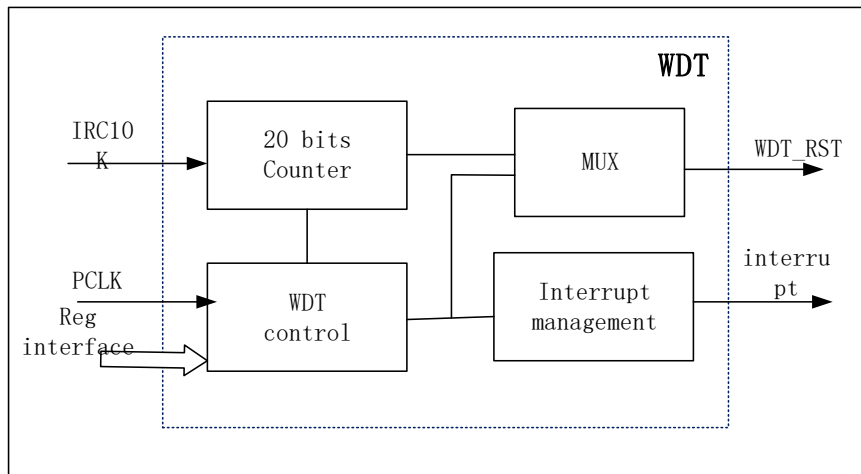 WDT
IRC10
K
20 bits
Counter
MUX
WDT_RST
PCLK
Reg
interface
WDT
control
Interrupt
management
interru
pt